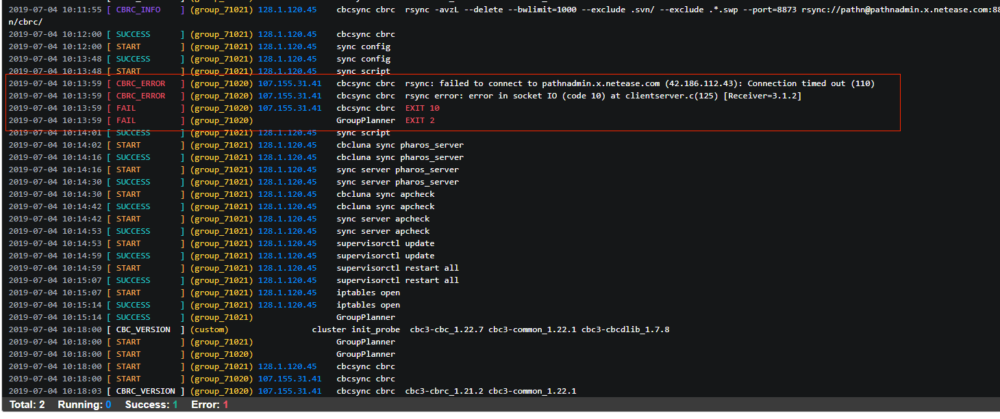 2019-07-04 10:11:55 [ CBRC_INFO ] (group_71021) 128.1.120.45 cbcsync cbrc rsync -avzL --delete --bwlimit=1000 --exclude .svn/ --exclude .*.swp --port=8873 rsync://pathn@pathnadmin.x.netease.com:88
n/cbrc/
2019-07-04 10:12:00 [ SUCCESS ] (group_71021) 128.1.120.45 cbcsync cbrc
2019-07-04 10:12:00 [ START ] (group_71021) 128.1.120.45 sync config
2019-07-04 10:13:48 [ SUCCESS ] (group_71021) 128.1.120.45 sync config
2019-07-04 10:13:48 [ START ] (group_71021) 128.1.120.45 sync script
2019-07-04 10:13:59 [ CBRC_ERROR ] (group_71020) 107.155.31.41 cbcsync cbrc rsync: failed to connect to pathnadmin.x.netease.com (42.186.112.43): Connection timed out (110)
2019-07-04 10:13:59 [ CBRC_ERROR ] (group_71020) 107.155.31.41 cbcsync cbrc rsync error: error in socket IO (code 10) at clientserver.c(125) [Receiver=3.1.2]
2019-07-04 10:13:59 [ FAIL ] (group_71020) 107.155.31.41 cbcsync cbrc EXIT 10
2019-07-04 10:13:59 [ FAIL ] (group_71020) GroupPlanner EXIT 2
2019-07-04 10:14:01 [ SUCCESS ] (group_71021) 128.1.120.45 sync script
2019-07-04 10:14:02 [ START ] (group_71021) 128.1.120.45 cbcluna sync pharos_server
2019-07-04 10:14:16 [ SUCCESS ] (group_71021) 128.1.120.45 cbcluna sync pharos_server
2019-07-04 10:14:16 [ START ] (group_71021) 128.1.120.45 sync server pharos_server
2019-07-04 10:14:30 [ SUCCESS ] (group_71021) 128.1.120.45 sync server pharos_server
2019-07-04 10:14:30 [ START ] (group_71021) 128.1.120.45 cbcluna sync apcheck
2019-07-04 10:14:42 [ SUCCESS ] (group_71021) 128.1.120.45 cbcluna sync apcheck
2019-07-04 10:14:42 [ START ] (group_71021) 128.1.120.45 sync server apcheck
2019-07-04 10:14:53 [ SUCCESS ] (group_71021) 128.1.120.45 sync server apcheck
2019-07-04 10:14:53 [ START ] (group_71021) 128.1.120.45 supervisorctl update
2019-07-04 10:14:59 [ SUCCESS ] (group_71021) 128.1.120.45 supervisorctl update
2019-07-04 10:14:59 [ START ] (group_71021) 128.1.120.45 supervisorctl restart all
2019-07-04 10:15:07 [ SUCCESS ] (group_71021) 128.1.120.45 supervisorctl restart all
2019-07-04 10:15:07 [ START ] (group_71021) 128.1.120.45 iptables open
2019-07-04 10:15:14 [ SUCCESS ] (group_71021) 128.1.120.45 iptables open
2019-07-04 10:15:14 [ SUCCESS ] (group_71021) GroupPlanner
2019-07-04 10:18:00 [ CBC_VERSION ] (custom) cluster init_probe cbc3-cbc_1.22.7 cbc3-common_1.22.1 cbc3-cbcdlib_1.7.8
2019-07-04 10:18:00 [ START ] (group_71021) GroupPlanner
2019-07-04 10:18:00 [ START ] (group_71020) GroupPlanner
2019-07-04 10:18:00 [ START ] (group_71021) 128.1.120.45 cbcsync cbrc
2019-07-04 10:18:00 [ START ] (group_71020) 107.155.31.41 cbcsync cbrc
2019-07-04 10:18:03 [ CBRC_VERSION ] (group_71020) 107.155.31.41 cbcsync cbrc cbc3-cbrc_1.21.2 cbc3-common_1.22.1
Total: 2 Running: 0 Success: 1 Error: 1